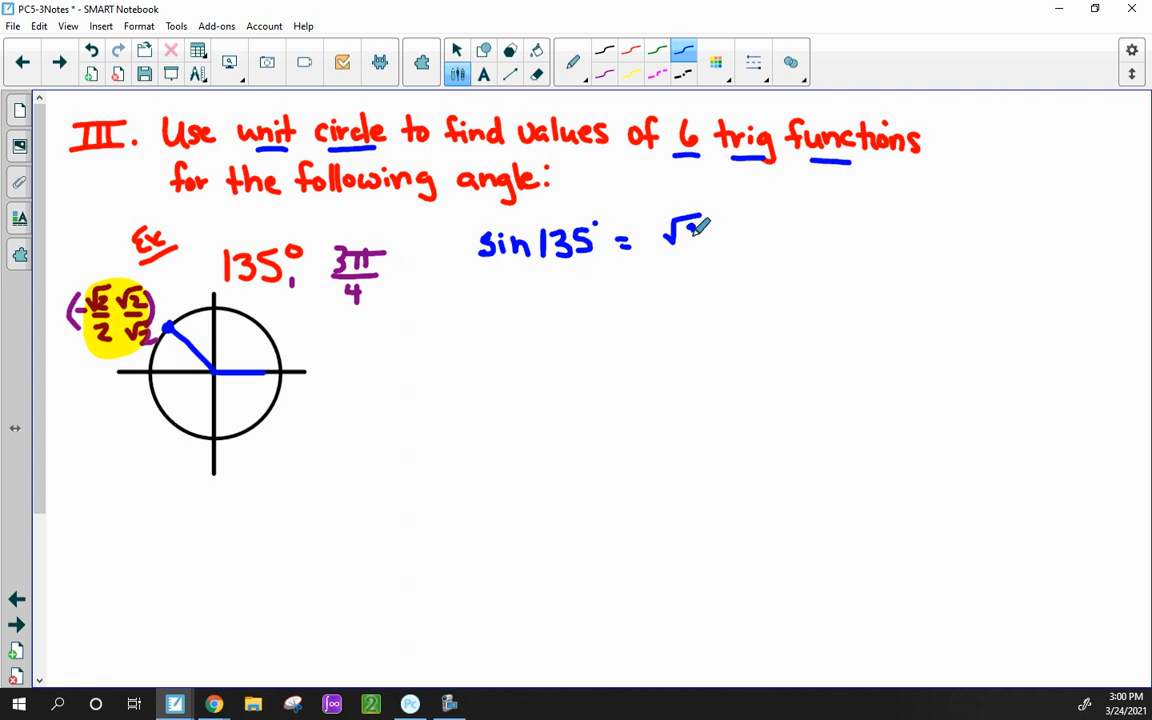 PC5-3Notes * - SMART Notebook
File Edit View Insert Format Tools Add-ons Account Help
III. Use unit circle to find values of 6 trig functions
for the following angle:
Ex
135°, 3π/4
sin 135° = √
(-√2/2 √2/√2)
3:00 PM
3/24/2021